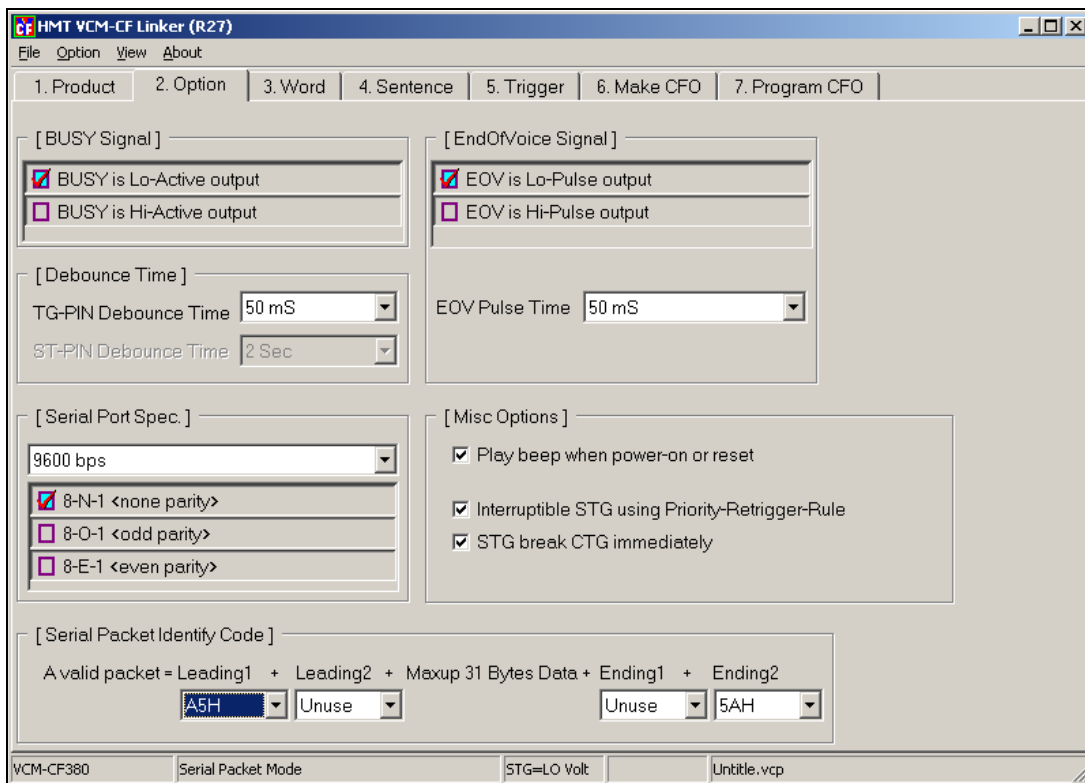 HMT VCM-CF Linker (R27)
File Option View About
1. Product 2. Option 3. Word 4. Sentence 5. Trigger 6. Make CFO 7. Program CFO
[ BUSY Signal ]
BUSY is Lo-Active output
BUSY is Hi-Active output
[ EndOfVoice Signal ]
EOV is Lo-Pulse output
EOV is Hi-Pulse output
EOV Pulse Time 50 mS
[ Debounce Time ]
TG-PIN Debounce Time 50 mS
ST-PIN Debounce Time 2 Sec
[ Serial Port Spec. ]
9600 bps
8-N-1 <none parity>
8-O-1 <odd parity>
8-E-1 <even parity>
[ Misc Options ]
Play beep when power-on or reset
Interruptible STG using Priority-Retrigger-Rule
STG break CTG immediately
[ Serial Packet Identify Code ]
A valid packet = Leading1 + Leading2 + Maxup 31 Bytes Data + Ending1 + Ending2
A5H Unuse Unuse 5AH
VCM-CF380 Serial Packet Mode STG=LO Volt Untitle.vcp